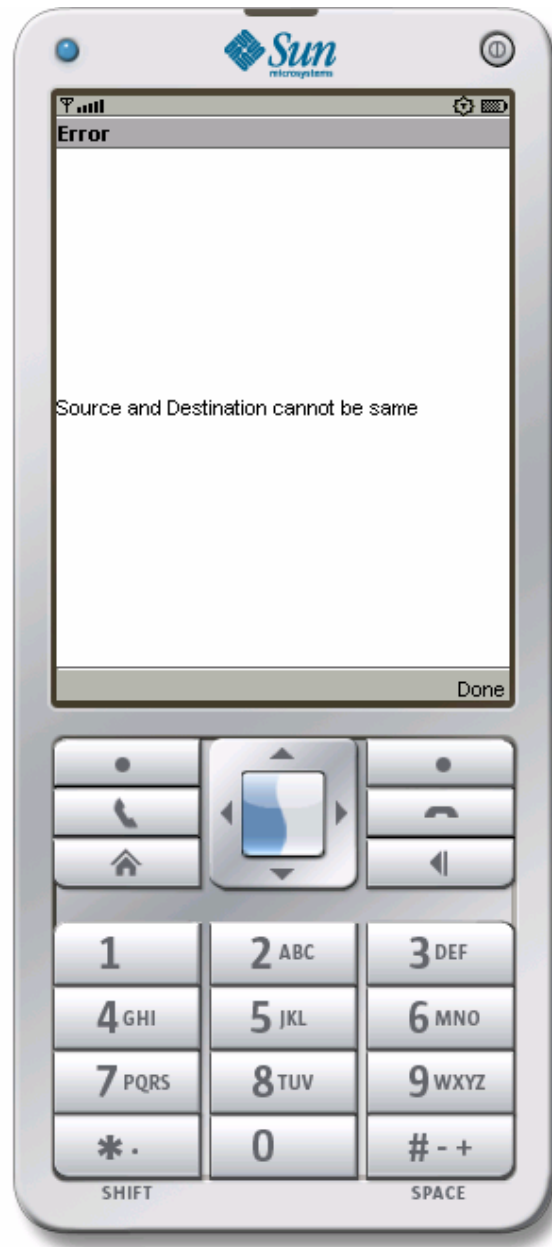 Sun
microsystems
Error
Source and Destination cannot be same
Done
1
2 ABC
3 DEF
4 GHI
5 JKL
6 MNO
7 PQRS
8 TUV
9 WXYZ
* .
0
# - +
SHIFT
SPACE